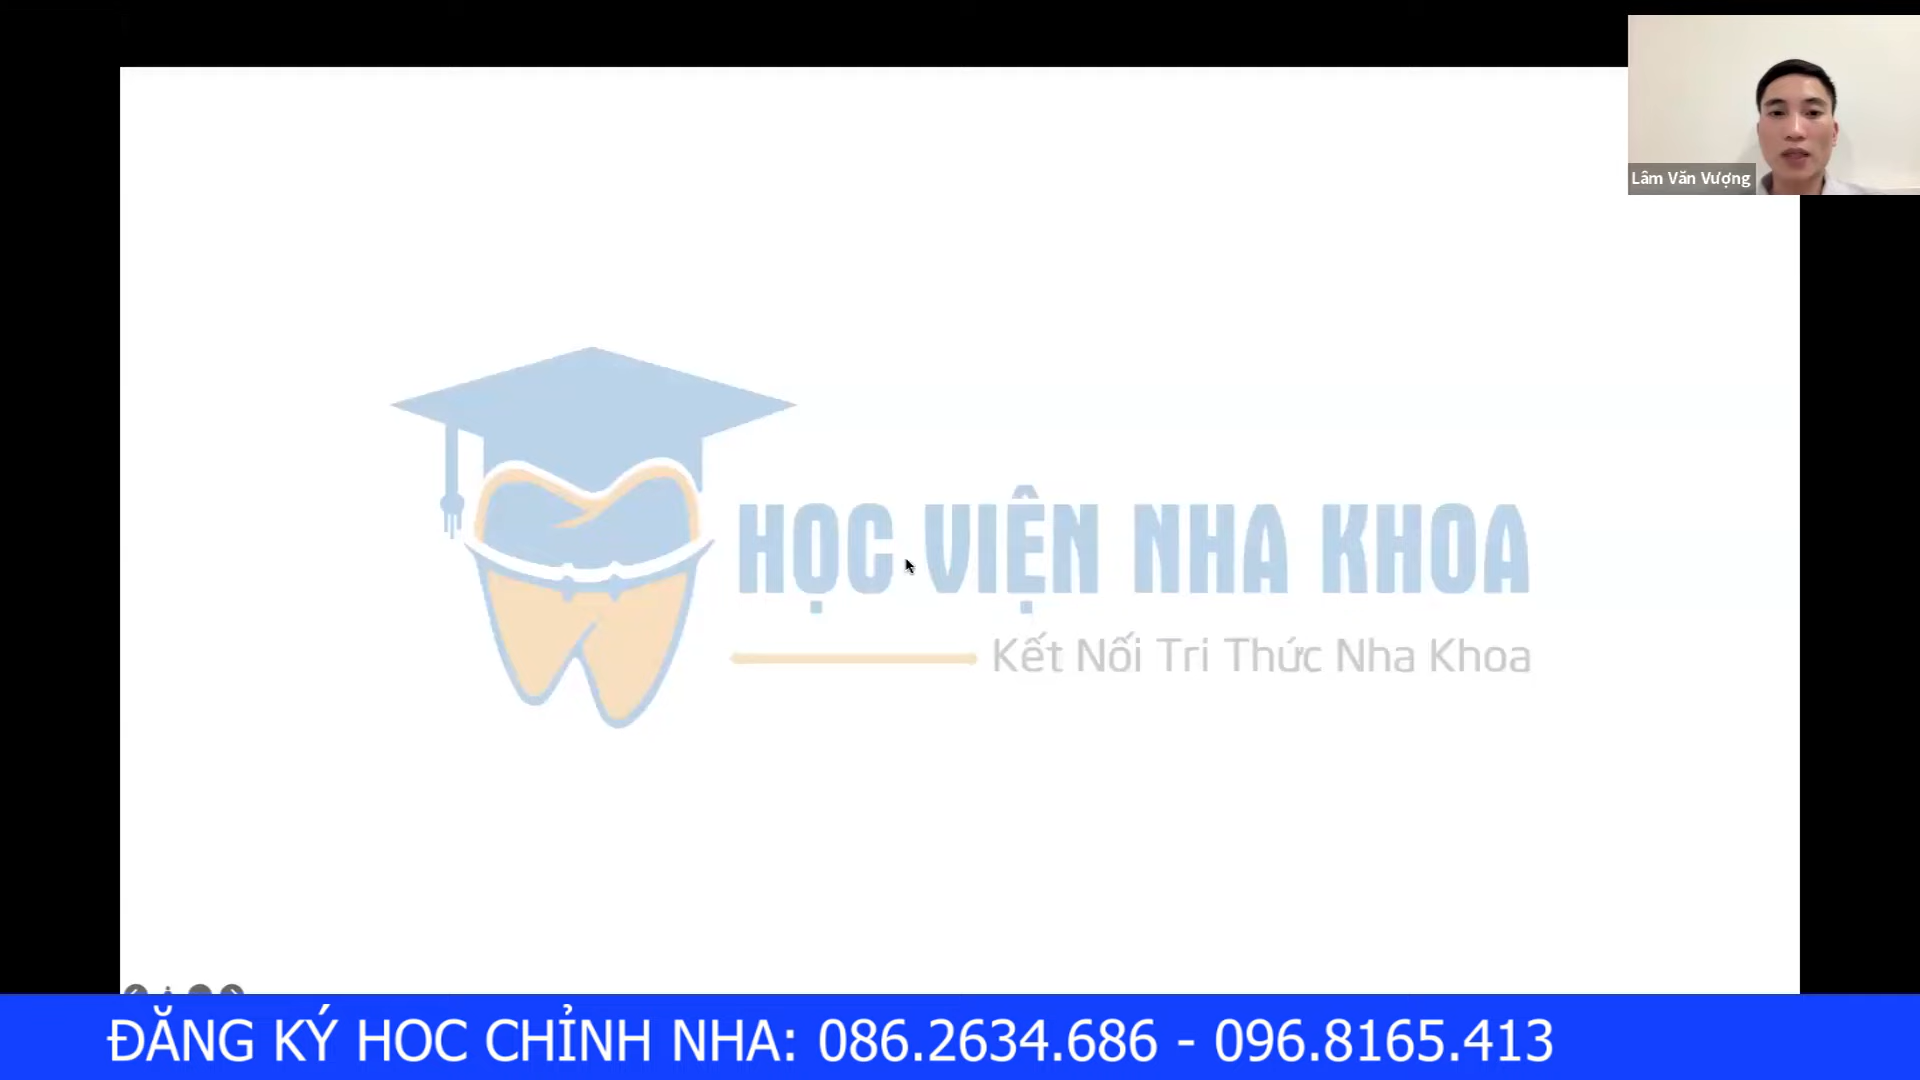 Lâm Văn Vượng
HỌC VIỆN NHA KHOA
Kết Nối Tri Thức Nha Khoa
ĐĂNG KÝ HOC CHỈNH NHA: 086.2634.686 - 096.8165.413